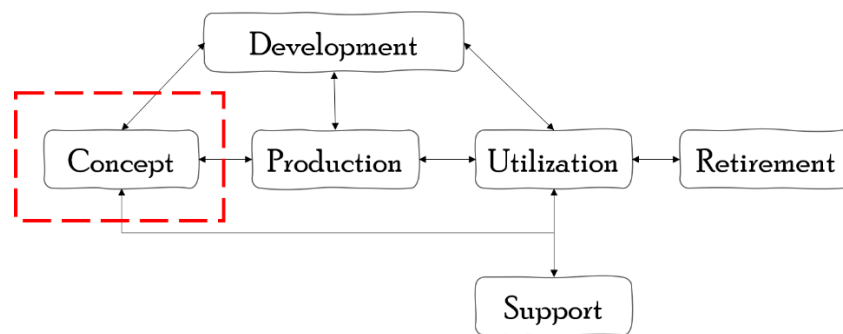 Development
Concept
Production
Utilization
Retirement
Support